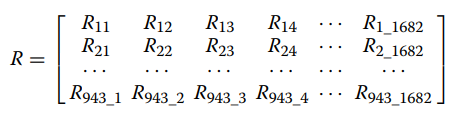 R11 R12 R13 R14 ⋯ R1_1682
R = R21 R22 R23 R24 ⋯ R2_1682
⋯ ⋯ ⋯ ⋯ ⋯ ⋯
R943_1 R943_2 R943_3 R943_4 ⋯ R943_1682